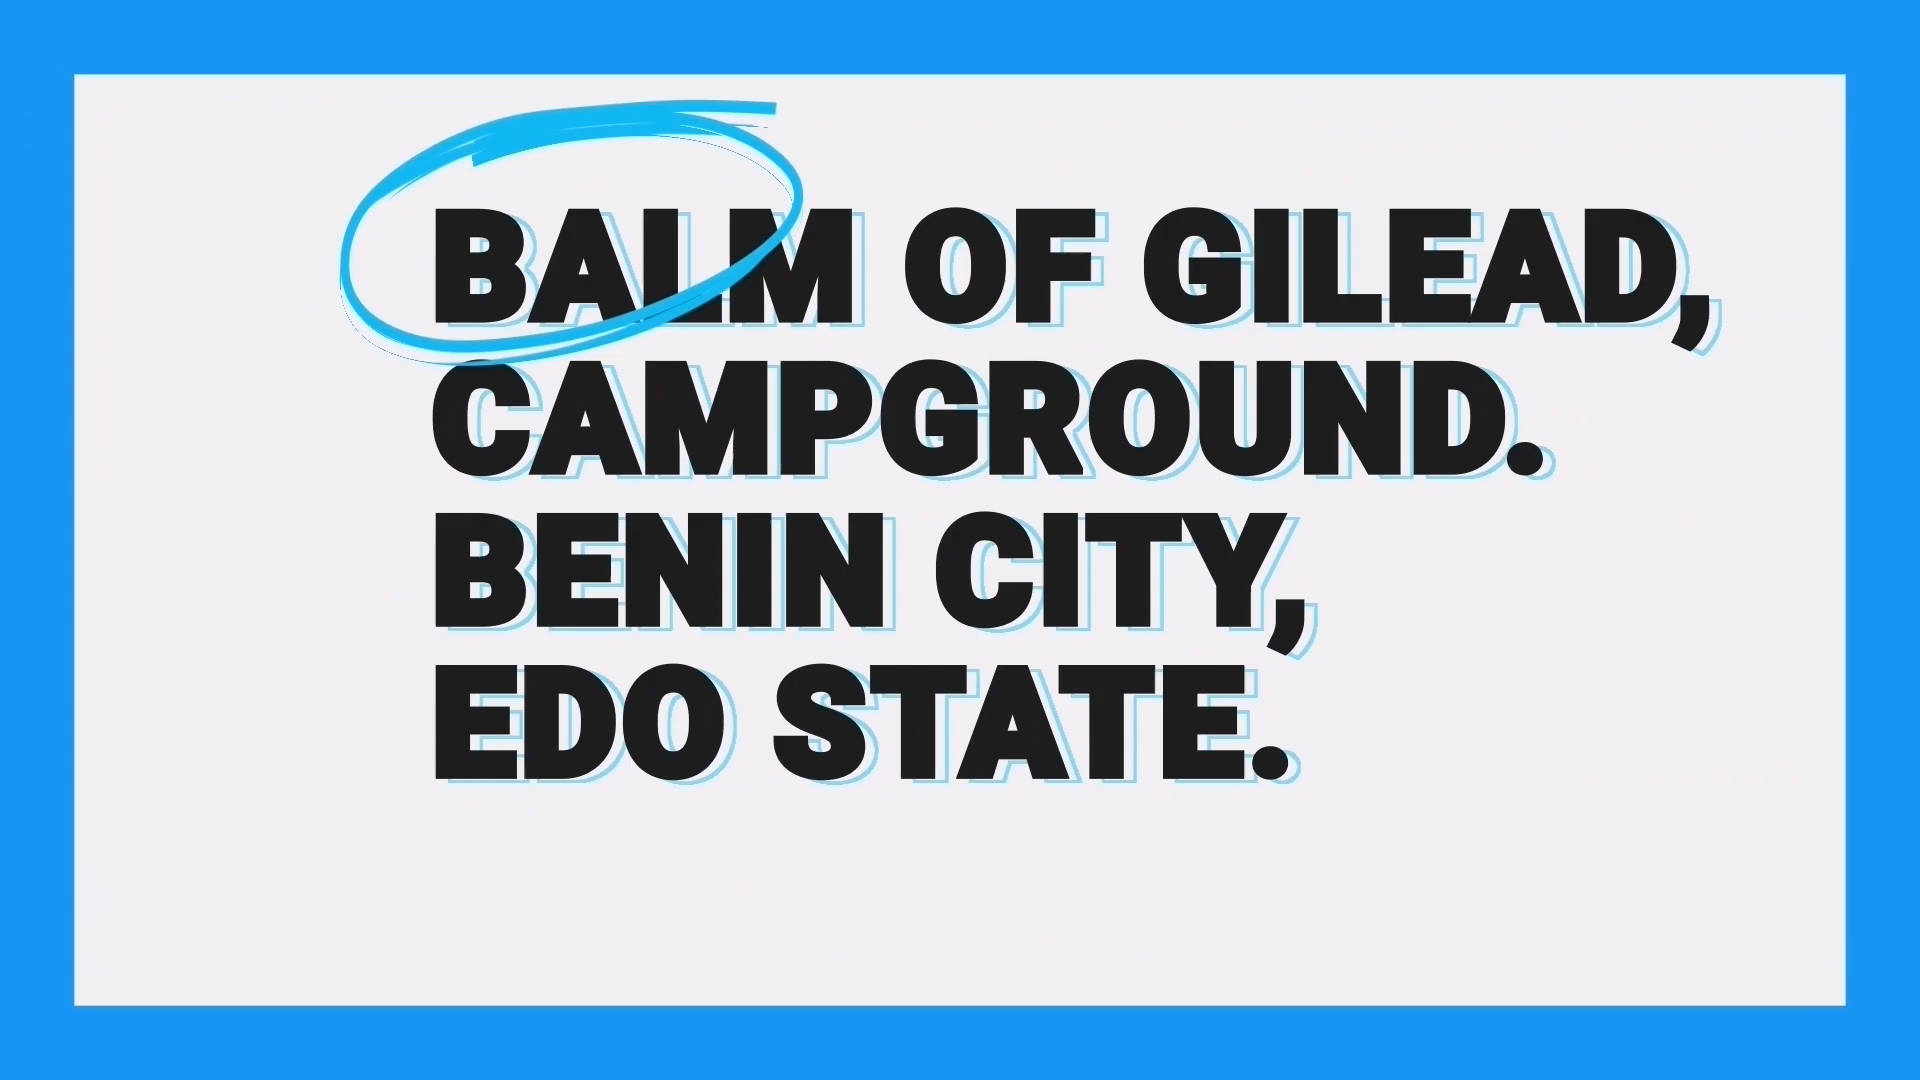 BALM OF GILEAD,
CAMPGROUND.
BENIN CITY,
EDO STATE.